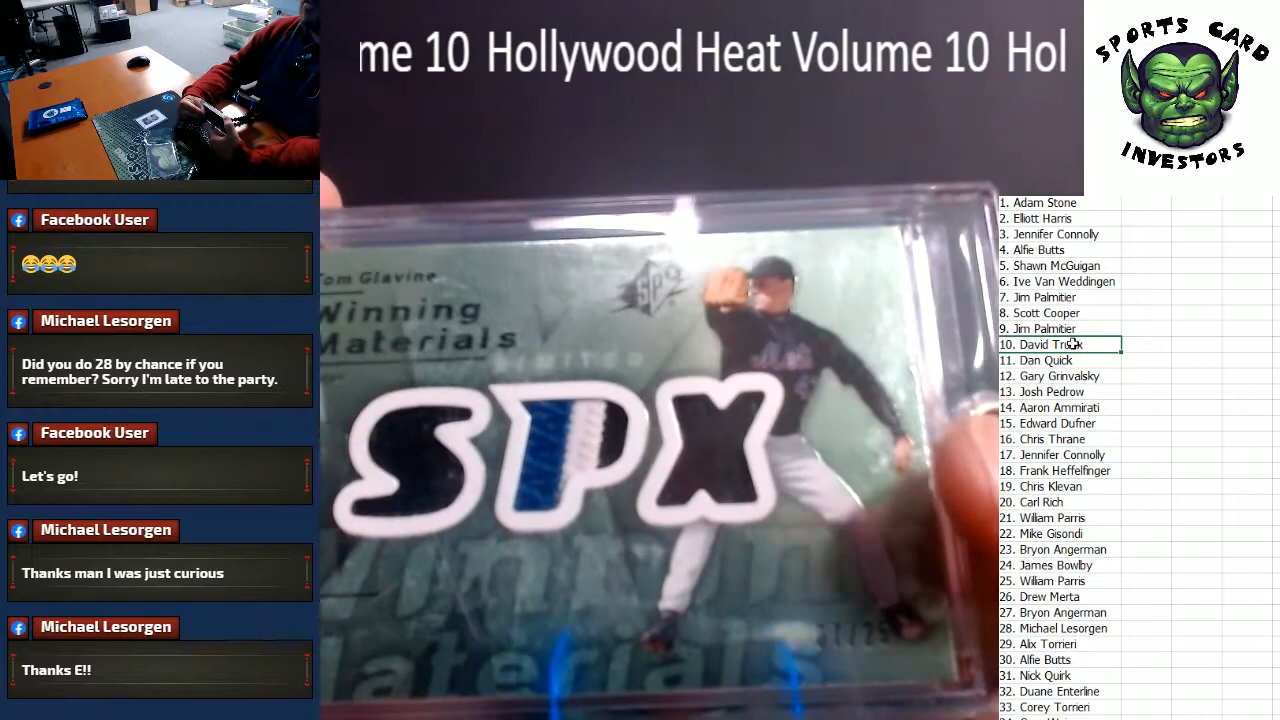 me 10 Hollywood Heat Volume 10 Hol
SPORTS CARD
INVESTORS
Facebook User
😂😂😂
Michael Lesorgen
Did you do 28 by chance if you
remember? Sorry I'm late to the party.
Facebook User
Let's go!
Michael Lesorgen
Thanks man I was just curious
Michael Lesorgen
Thanks E!!
Tom Glavine
Winning
Materials
SPX
LIMITED
Mets
SPX
Materials
1. Adam Stone
2. Elliott Harris
3. Jennifer Connolly
4. Alfie Butts
5. Shawn McGuigan
6. Ive Van Weddingen
7. Jim Palmitier
8. Scott Cooper
9. Jim Palmitier
10. David
11. Dan Quick
12. Gary Grinvalsky
13. Josh Pedrow
14. Aaron Ammirati
15. Edward Dufner
16. Chris Thrane
17. Jennifer Connolly
18. Frank Heffelfinger
19. Chris Klevan
20. Carl Rich
21. William Parris
22. Mike Gisondi
23. Bryon Angerman
24. James Bowlby
25. William Parris
26. Drew Merta
27. Bryon Angerman
28. Michael Lesorgen
29. Alix Torrieri
30. Alfie Butts
31. Nick Quirk
32. Duane Enterline
33. Corey Torrieri